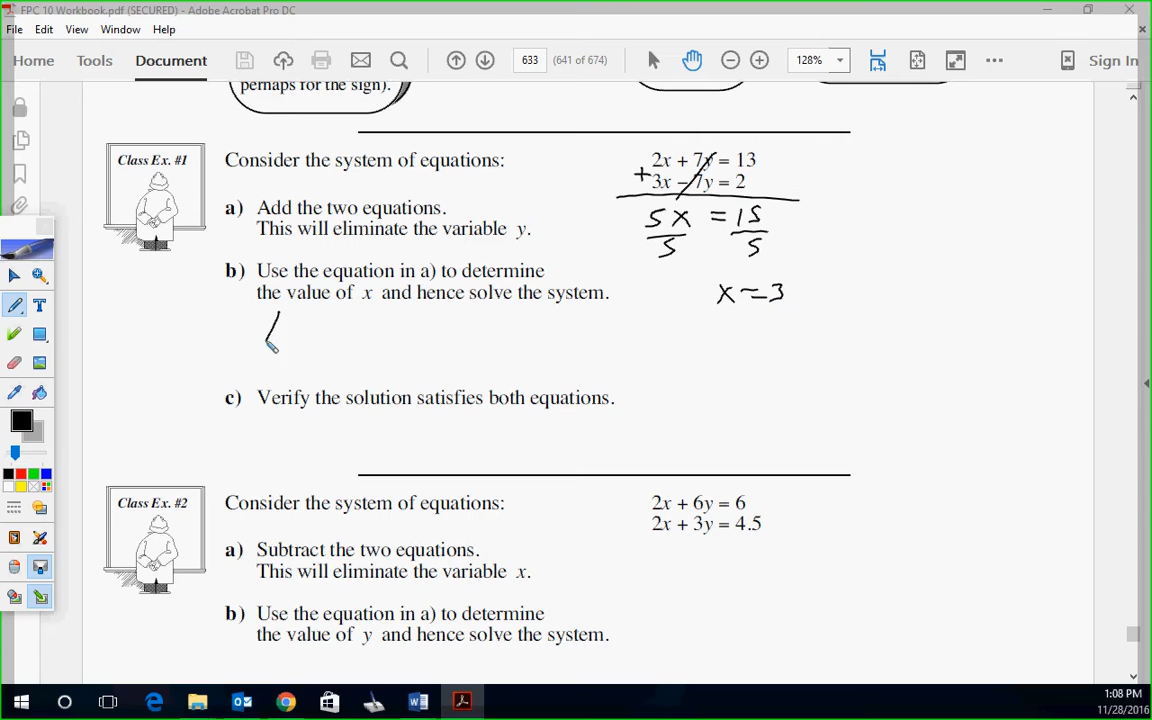 FPC 10 Workbook.pdf (SECURED) - Adobe Acrobat Pro DC
File Edit View Window Help
Home Tools Document 633 (641 of 674) 128% Sign In
perhaps for the sign).
Class Ex. #1
Consider the system of equations:
2x + 7y = 13
+ 3x – 7y = 2
5x = 15
5 5
a) Add the two equations.
This will eliminate the variable y.
b) Use the equation in a) to determine
the value of x and hence solve the system.
x = 3
c) Verify the solution satisfies both equations.
Class Ex. #2
Consider the system of equations:
2x + 6y = 6
2x + 3y = 4.5
a) Subtract the two equations.
This will eliminate the variable x.
b) Use the equation in a) to determine
the value of y and hence solve the system.
1:08 PM
11/28/2016